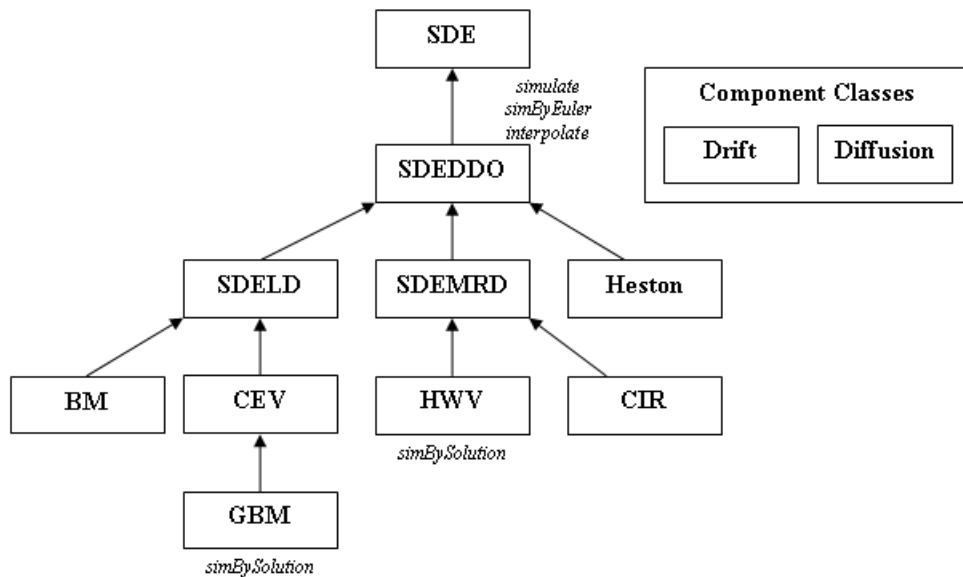 SDE
simulate
simByEuler
interpolate
Component Classes
Drift
Diffusion
SDEDDO
SDELD
SDEMRD
Heston
BM
CEV
HWV
CIR
simBySolution
GBM
simBySolution